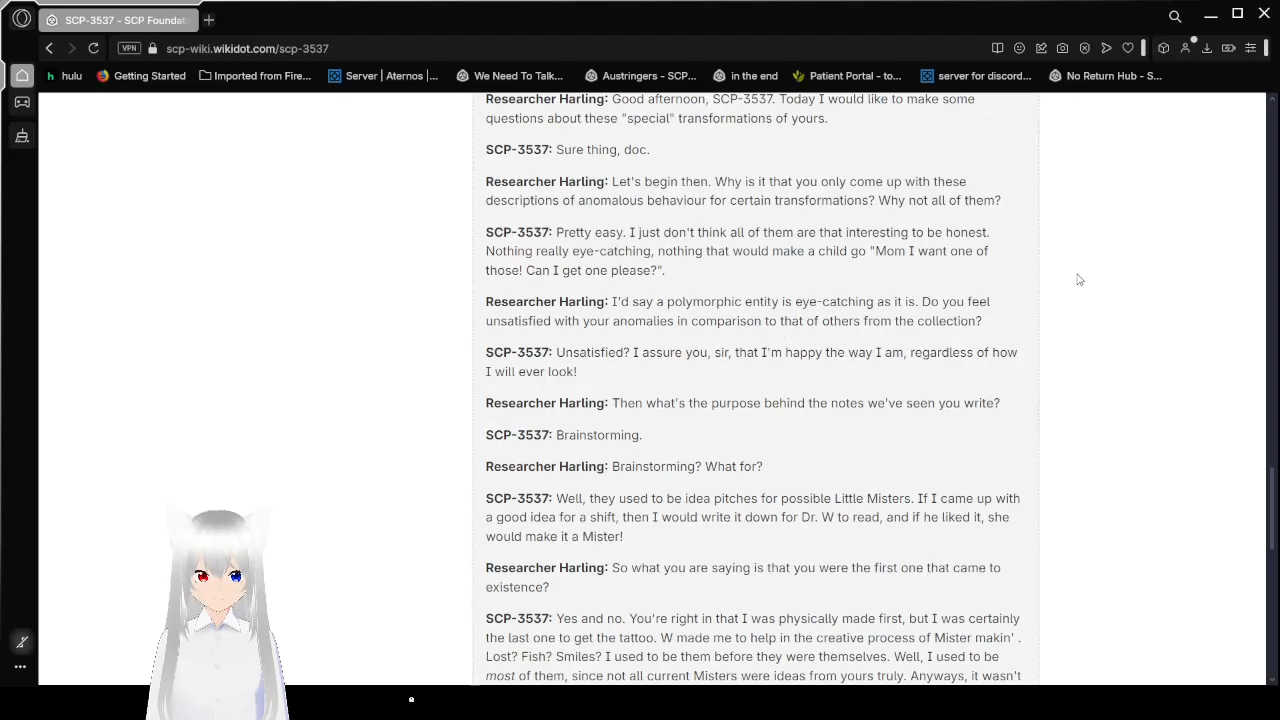 SCP-3537 - SCP Foundat
VPN scp-wiki.wikidot.com/scp-3537
hulu Getting Started Imported from Fire... Server | Aternos |... We Need To Talk... Austringers - SCP... in the end Patient Portal - to... server for discord... No Return Hub - S...
Researcher Harling: Good afternoon, SCP-3537. Today I would like to make some
questions about these "special" transformations of yours.
SCP-3537: Sure thing, doc.
Researcher Harling: Let's begin then. Why is it that you only come up with these
descriptions of anomalous behaviour for certain transformations? Why not all of them?
SCP-3537: Pretty easy. I just don't think all of them are that interesting to be honest.
Nothing really eye-catching, nothing that would make a child go "Mom I want one of
those! Can I get one please?".
Researcher Harling: I'd say a polymorphic entity is eye-catching as it is. Do you feel
unsatisfied with your anomalies in comparison to that of others from the collection?
SCP-3537: Unsatisfied? I assure you, sir, that I'm happy the way I am, regardless of how
I will ever look!
Researcher Harling: Then what's the purpose behind the notes we've seen you write?
SCP-3537: Brainstorming.
Researcher Harling: Brainstorming? What for?
SCP-3537: Well, they used to be idea pitches for possible Little Misters. If I came up with
a good idea for a shift, then I would write it down for Dr. W to read, and if he liked it, she
would make it a Mister!
Researcher Harling: So what you are saying is that you were the first one that came to
existence?
SCP-3537: Yes and no. You're right in that I was physically made first, but I was certainly
the last one to get the tattoo. W made me to help in the creative process of Mister makin' .
Lost? Fish? Smiles? I used to be them before they were themselves. Well, I used to be
most of them, since not all current Misters were ideas from yours truly. Anyways, it wasn't